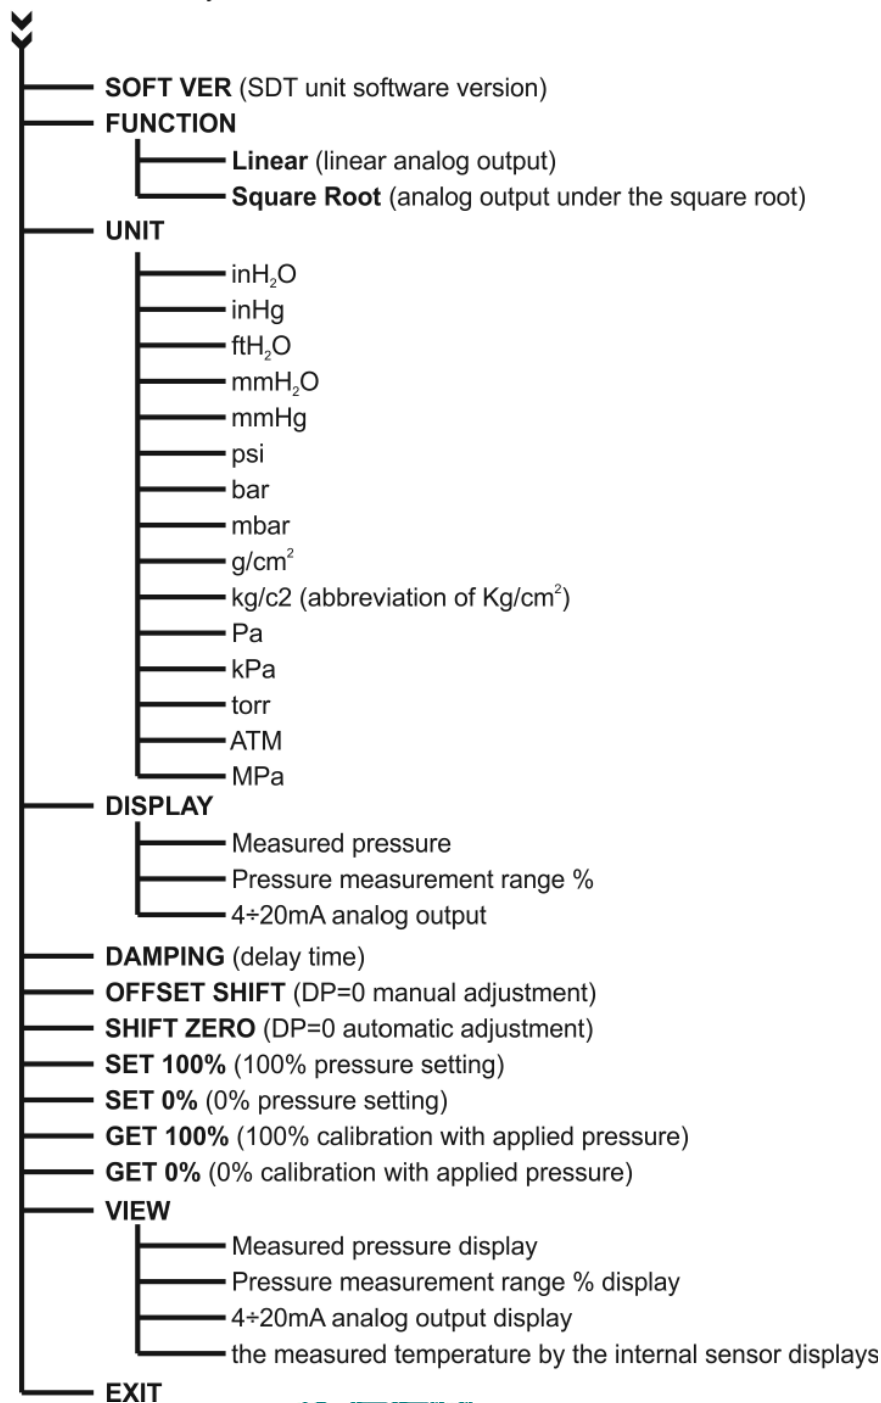 SOFT VER (SDT unit software version)
FUNCTION
Linear (linear analog output)
Square Root (analog output under the square root)
UNIT
inH₂O
inHg
ftH₂O
mmH₂O
mmHg
psi
bar
mbar
g/cm²
kg/c2 (abbreviation of Kg/cm²)
Pa
kPa
torr
ATM
MPa
DISPLAY
Measured pressure
Pressure measurement range %
4÷20mA analog output
DAMPING (delay time)
OFFSET SHIFT (DP=0 manual adjustment)
SHIFT ZERO (DP=0 automatic adjustment)
SET 100% (100% pressure setting)
SET 0% (0% pressure setting)
GET 100% (100% calibration with applied pressure)
GET 0% (0% calibration with applied pressure)
VIEW
Measured pressure display
Pressure measurement range % display
4÷20mA analog output display
the measured temperature by the internal sensor displays
EXIT